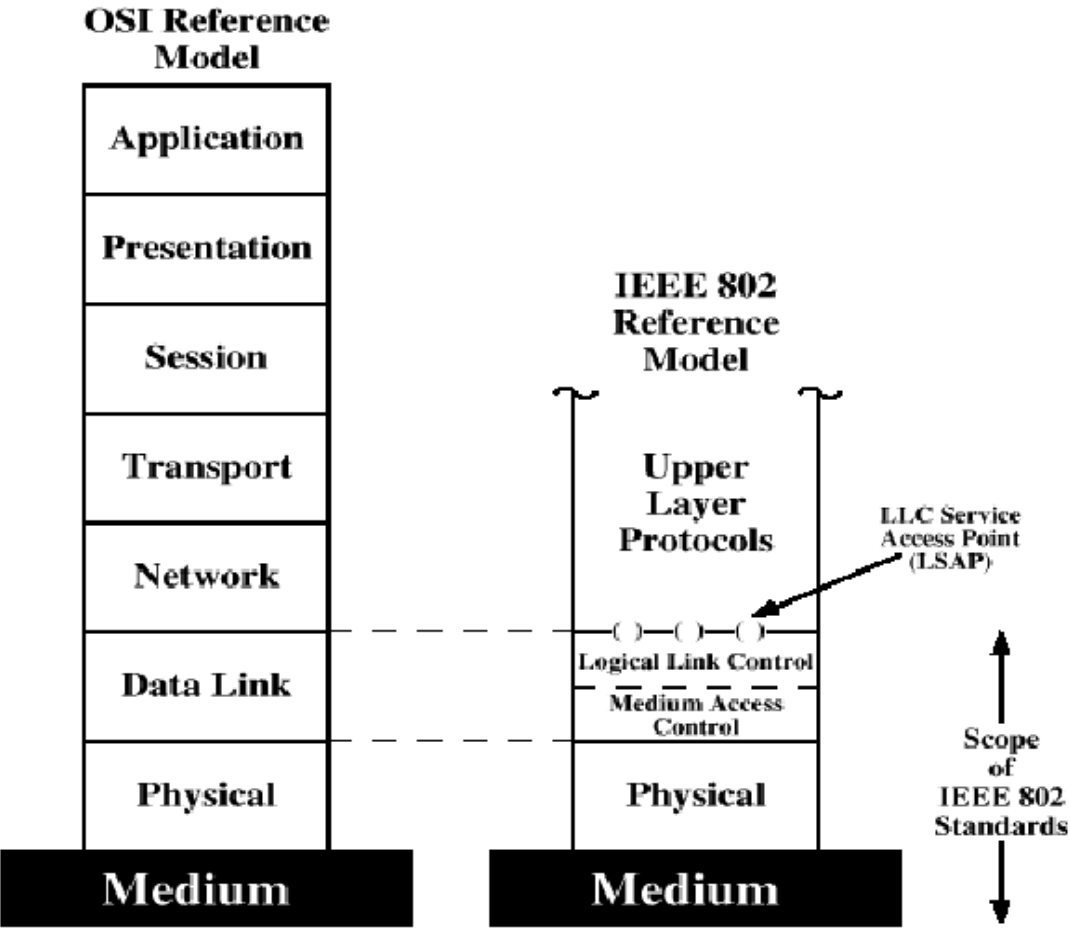 OSI Reference
Model
Application
Presentation
Session
Transport
Network
Data Link
Physical
Medium
IEEE 802
Reference
Model
Upper
Layer
Protocols
LLC Service
Access Point
(LSAP)
Logical Link Control
Medium Access
Control
Physical
Medium
Scope
of
IEEE 802
Standards